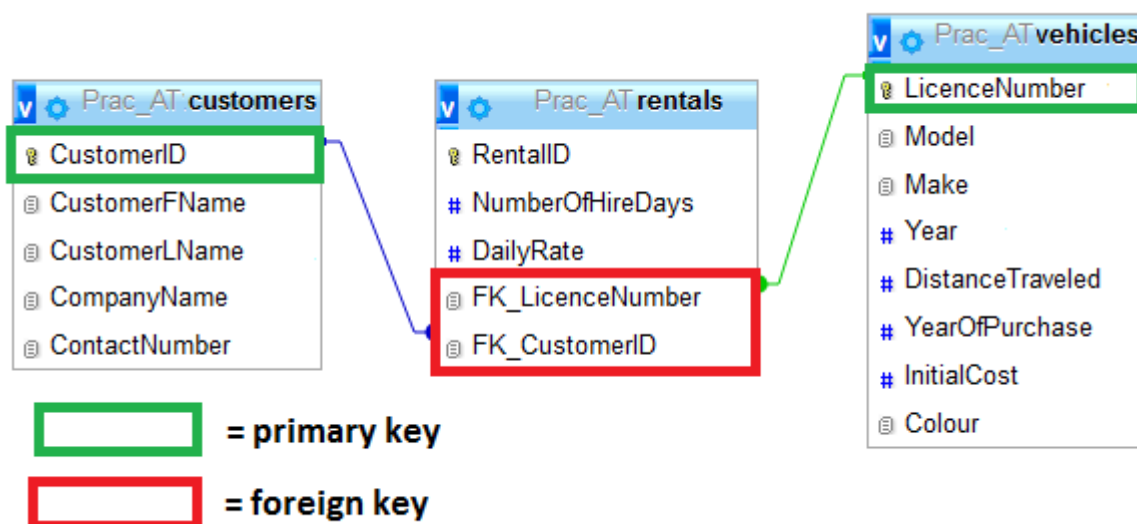 Prac_AT customers
CustomerID
CustomerFName
CustomerLName
CompanyName
ContactNumber
Prac_AT rentals
RentalID
# NumberOfHireDays
# DailyRate
FK_LicenceNumber
FK_CustomerID
Prac_AT vehicles
LicenceNumber
Model
Make
# Year
# DistanceTraveled
# YearOfPurchase
# InitialCost
Colour
= primary key
= foreign key